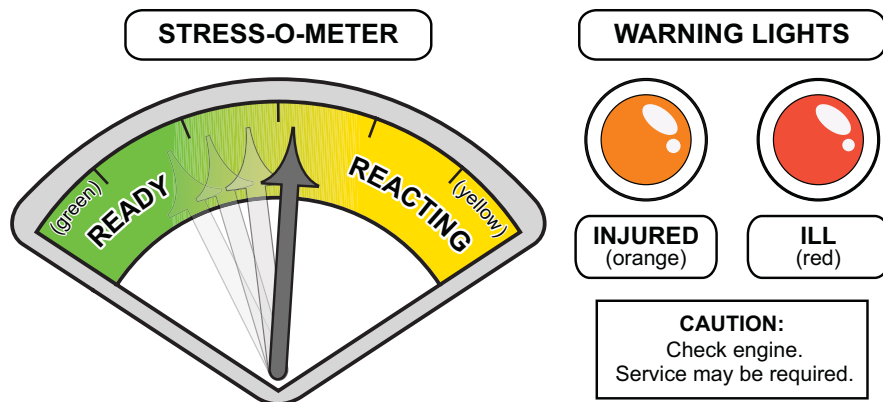 STRESS-O-METER
(green)
READY
REACTING
(yellow)
WARNING LIGHTS
INJURED
(orange)
ILL
(red)
CAUTION:
Check engine.
Service may be required.